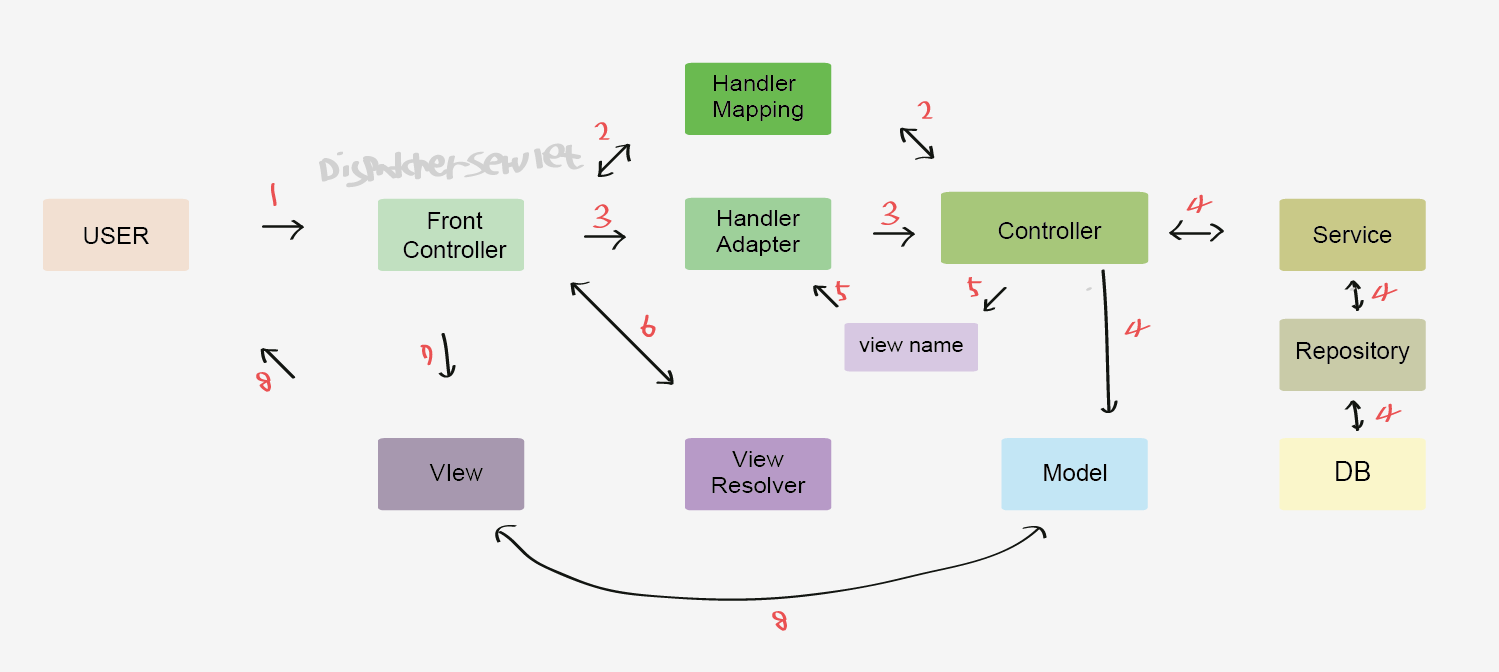 Handler
Mapping
2
2
DispatcherServlet
1
USER
Front
Controller
3
Handler
Adapter
3
Controller
4
Service
5
5
4
view name
6
4
Repository
7
8
4
VIew
View
Resolver
Model
DB
8